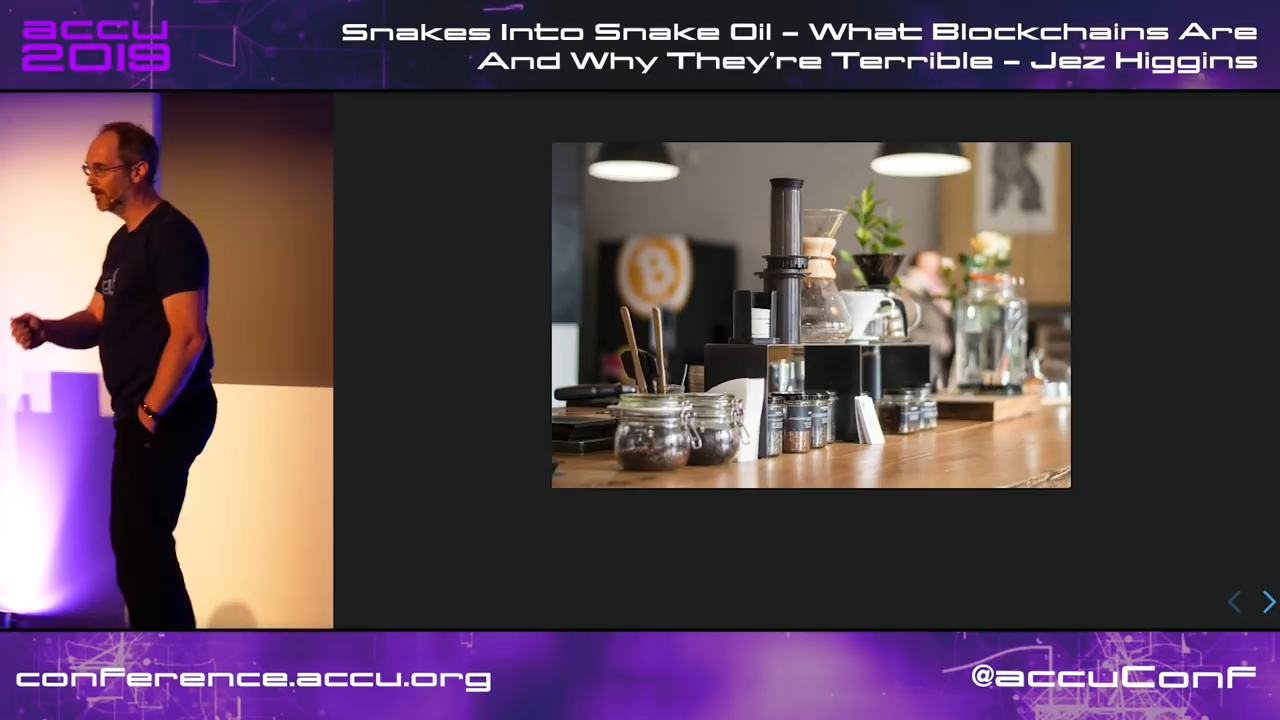 accu
2019
Snakes Into Snake Oil – What Blockchains Are
And Why They're Terrible – Jez Higgins
conference.accu.org
@accuConf